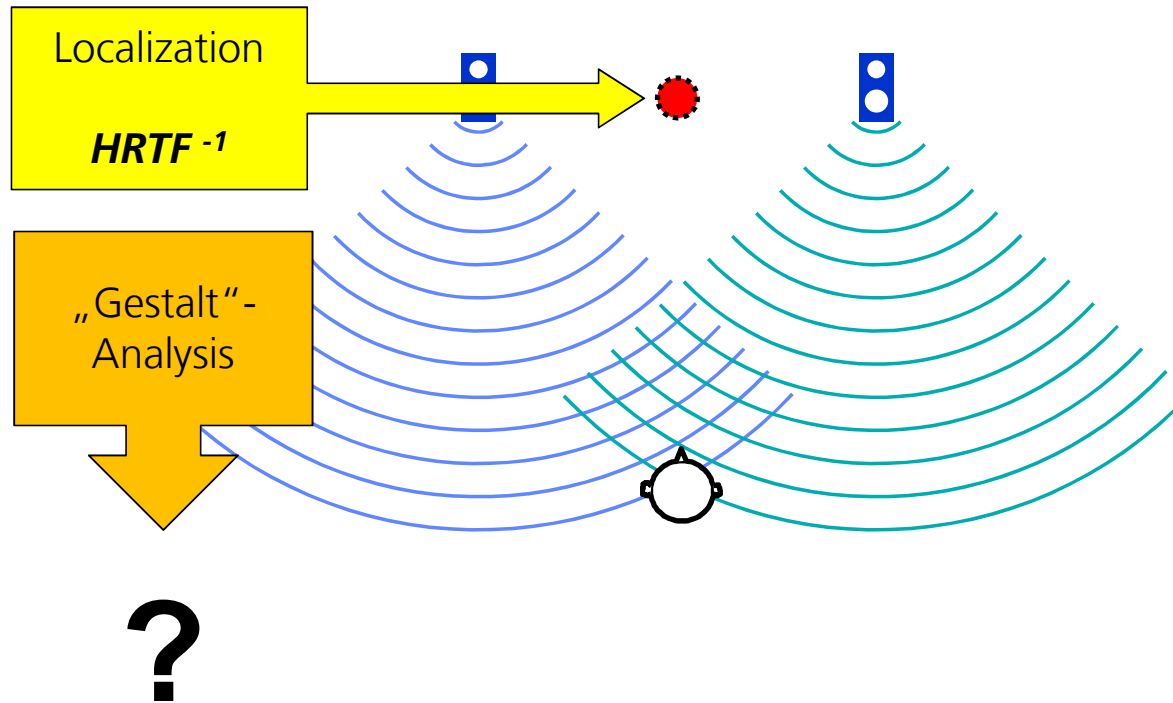 Localization
HRTF -1
„Gestalt“-
Analysis
?